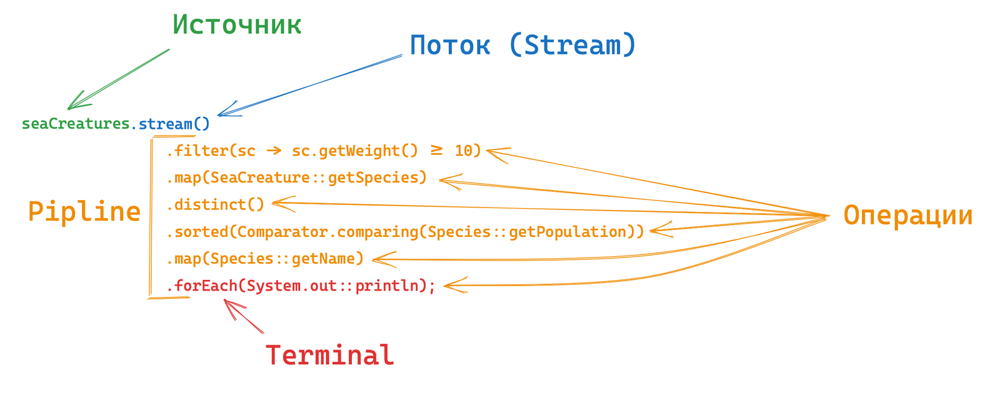 Источник
Поток (Stream)
seaCreatures.stream()
.filter(sc → sc.getWeight() ≥ 10)
.map(SeaCreature::getSpecies)
.distinct()
Pipline
Операции
.sorted(Comparator.comparing(Species::getPopulation))
.map(Species::getName)
.forEach(System.out::println);
Terminal